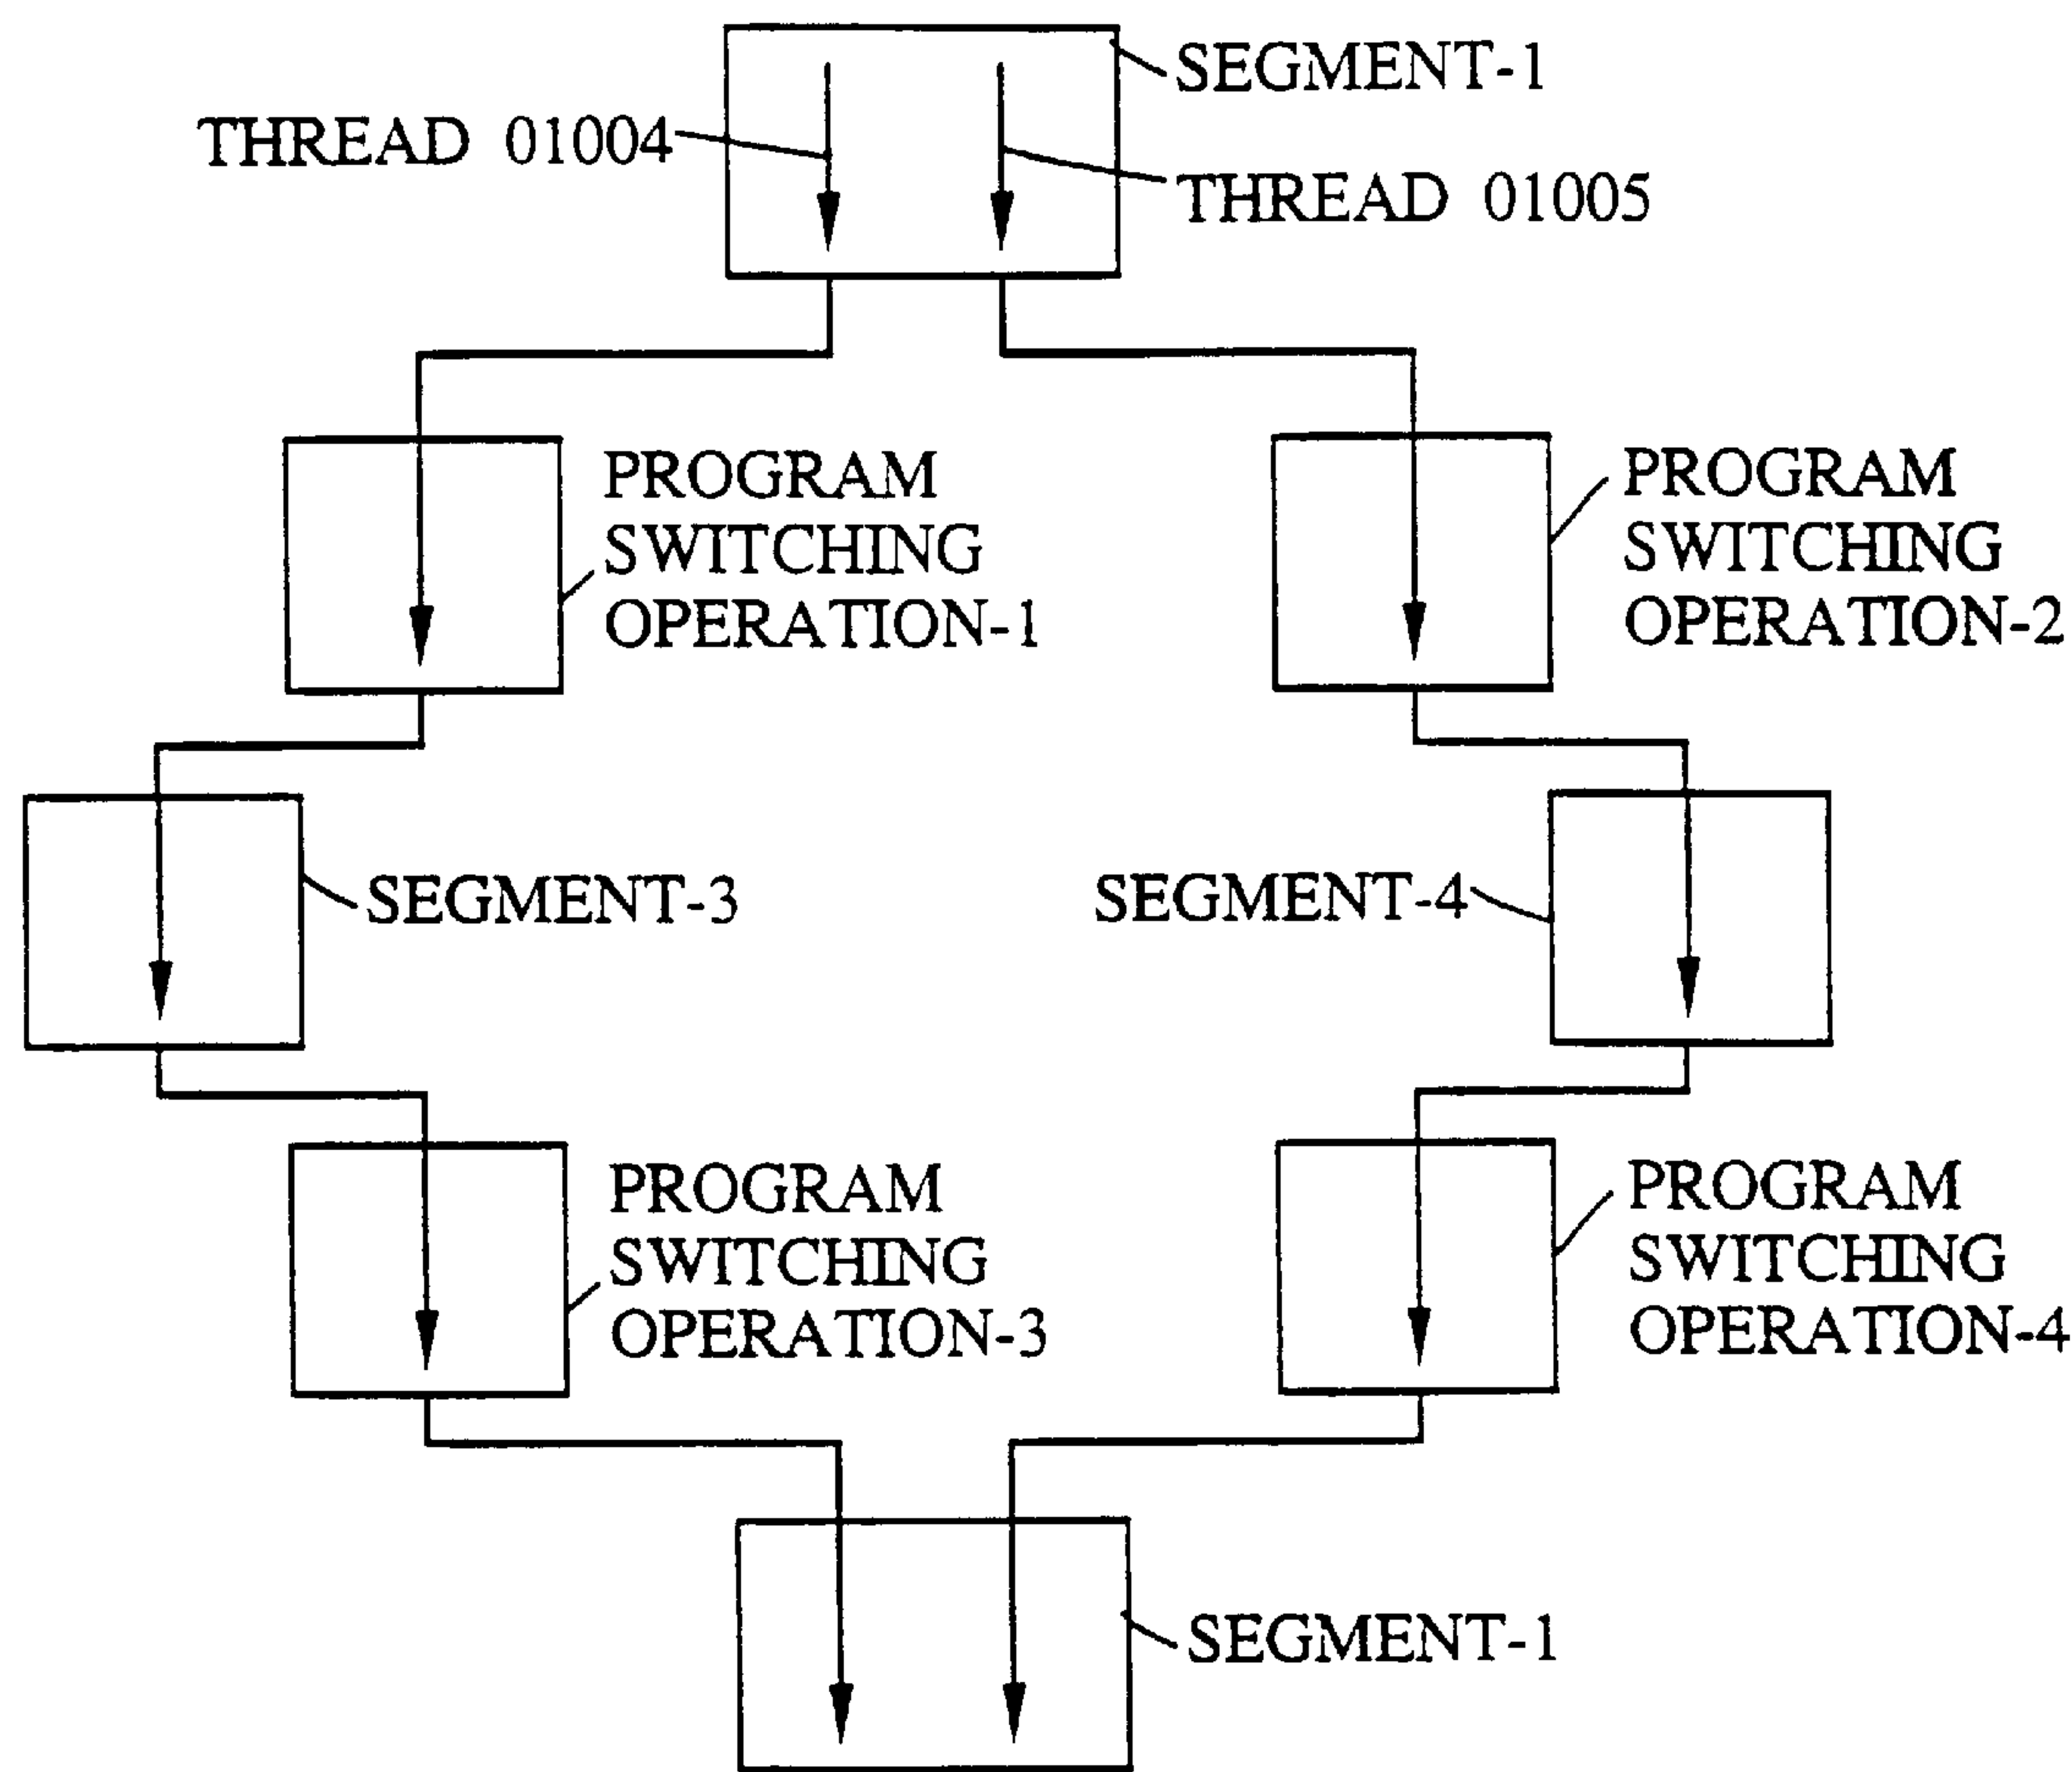 SEGMENT-1
THREAD 01004
THREAD 01005
PROGRAM
SWITCHING
OPERATION-1
PROGRAM
SWITCHING
OPERATION-2
SEGMENT-3
SEGMENT-4
PROGRAM
SWITCHING
OPERATION-3
PROGRAM
SWITCHING
OPERATION-4
SEGMENT-1